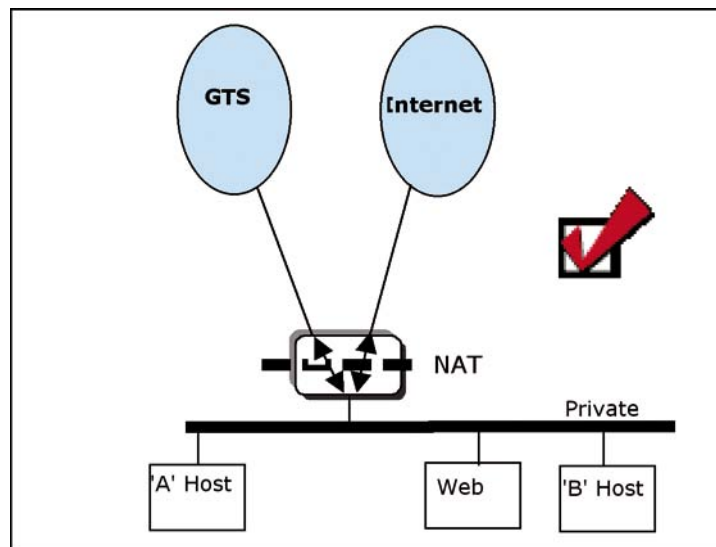 GTS
Internet
NAT
Private
'A' Host
Web
'B' Host